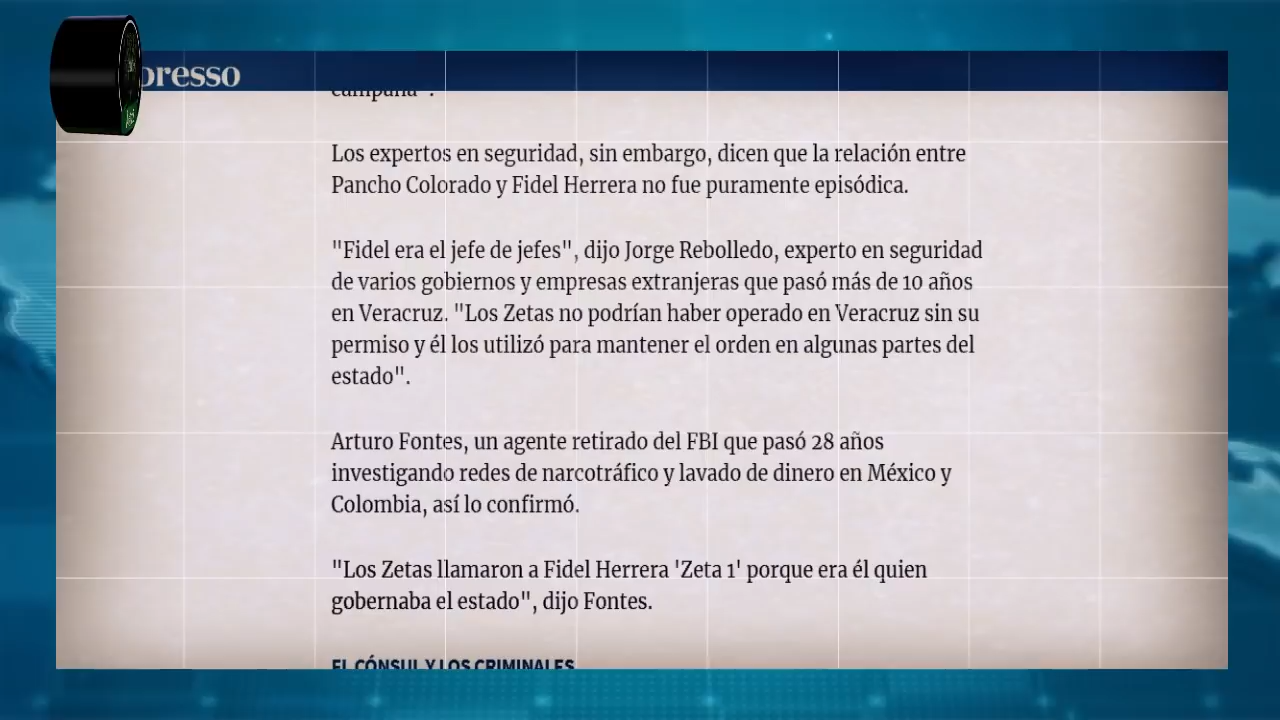 presso
campaña".
Los expertos en seguridad, sin embargo, dicen que la relación entre
Pancho Colorado y Fidel Herrera no fue puramente episódica.
"Fidel era el jefe de jefes", dijo Jorge Rebolledo, experto en seguridad
de varios gobiernos y empresas extranjeras que pasó más de 10 años
en Veracruz. "Los Zetas no podrían haber operado en Veracruz sin su
permiso y él los utilizó para mantener el orden en algunas partes del
estado".
Arturo Fontes, un agente retirado del FBI que pasó 28 años
investigando redes de narcotráfico y lavado de dinero en México y
Colombia, así lo confirmó.
"Los Zetas llamaron a Fidel Herrera 'Zeta 1' porque era él quien
gobernaba el estado", dijo Fontes.
EL CÓNSUL Y LOS CRIMINALES